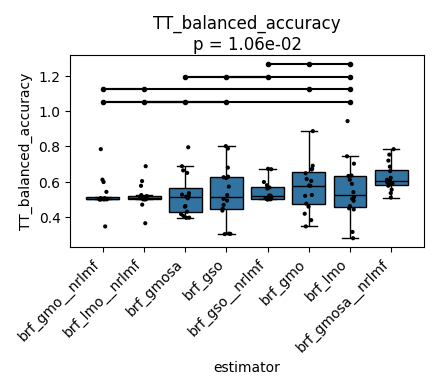 TT_balanced_accuracy
p = 1.06e-02
TT_balanced_accuracy
1.2
1.0
0.8
0.6
0.4
brf_gmo__nrlmf
brf_lmo__nrlmf
brf_gmosa
brf_gso
brf_gso__nrlmf
brf_gmo
brf_lmo
brf_gmosa__nrlmf
estimator